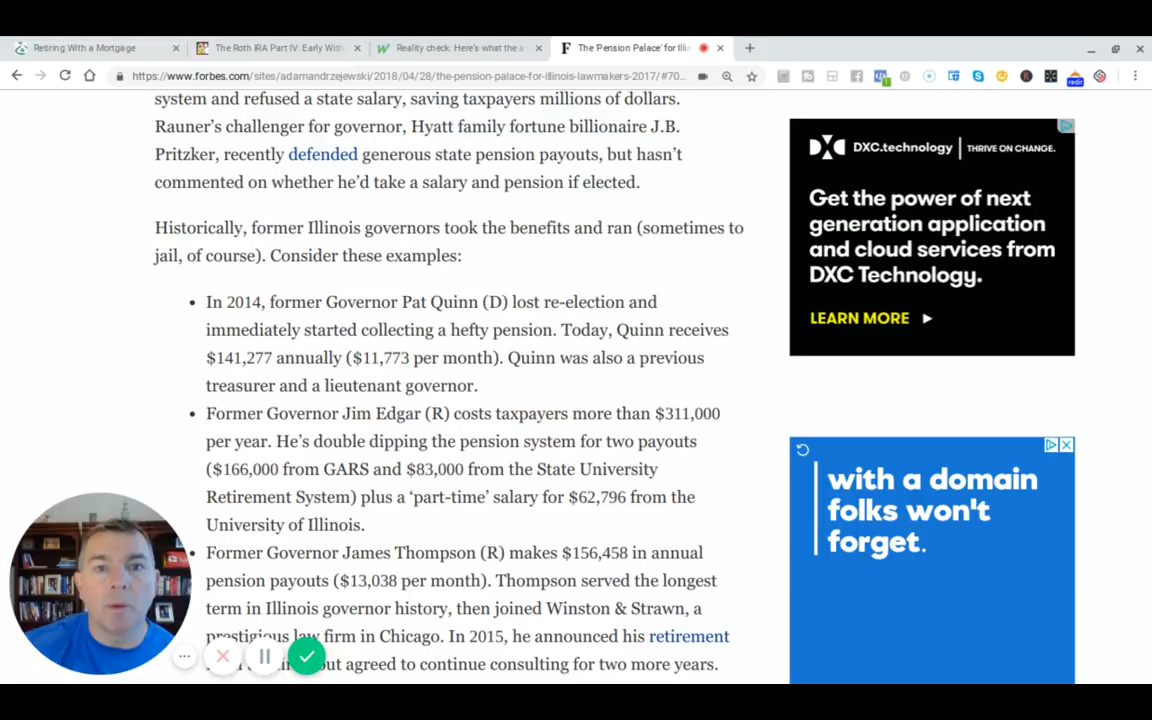 Retiring With a Mortgage
The Roth IRA Part IV: Early With
Reality check: Here's what the a
The 'Pension Palace' for Illi
https://www.forbes.com/sites/adamandrzejewski/2018/04/28/the-pension-palace-for-illinois-lawmakers-2017/#70...
system and refused a state salary, saving taxpayers millions of dollars.
Rauner's challenger for governor, Hyatt family fortune billionaire J.B.
Pritzker, recently defended generous state pension payouts, but hasn't
commented on whether he'd take a salary and pension if elected.
Historically, former Illinois governors took the benefits and ran (sometimes to
jail, of course). Consider these examples:
• In 2014, former Governor Pat Quinn (D) lost re-election and
immediately started collecting a hefty pension. Today, Quinn receives
$141,277 annually ($11,773 per month). Quinn was also a previous
treasurer and a lieutenant governor.
• Former Governor Jim Edgar (R) costs taxpayers more than $311,000
per year. He's double dipping the pension system for two payouts
($166,000 from GARS and $83,000 from the State University
Retirement System) plus a 'part-time' salary for $62,796 from the
University of Illinois.
• Former Governor James Thompson (R) makes $156,458 in annual
pension payouts ($13,038 per month). Thompson served the longest
term in Illinois governor history, then joined Winston & Strawn, a
prestigious law firm in Chicago. In 2015, he announced his retirement
but agreed to continue consulting for two more years.
DXC.technology | THRIVE ON CHANGE.
Get the power of next
generation application
and cloud services from
DXC Technology.
LEARN MORE
with a domain
folks won't
forget.
redir